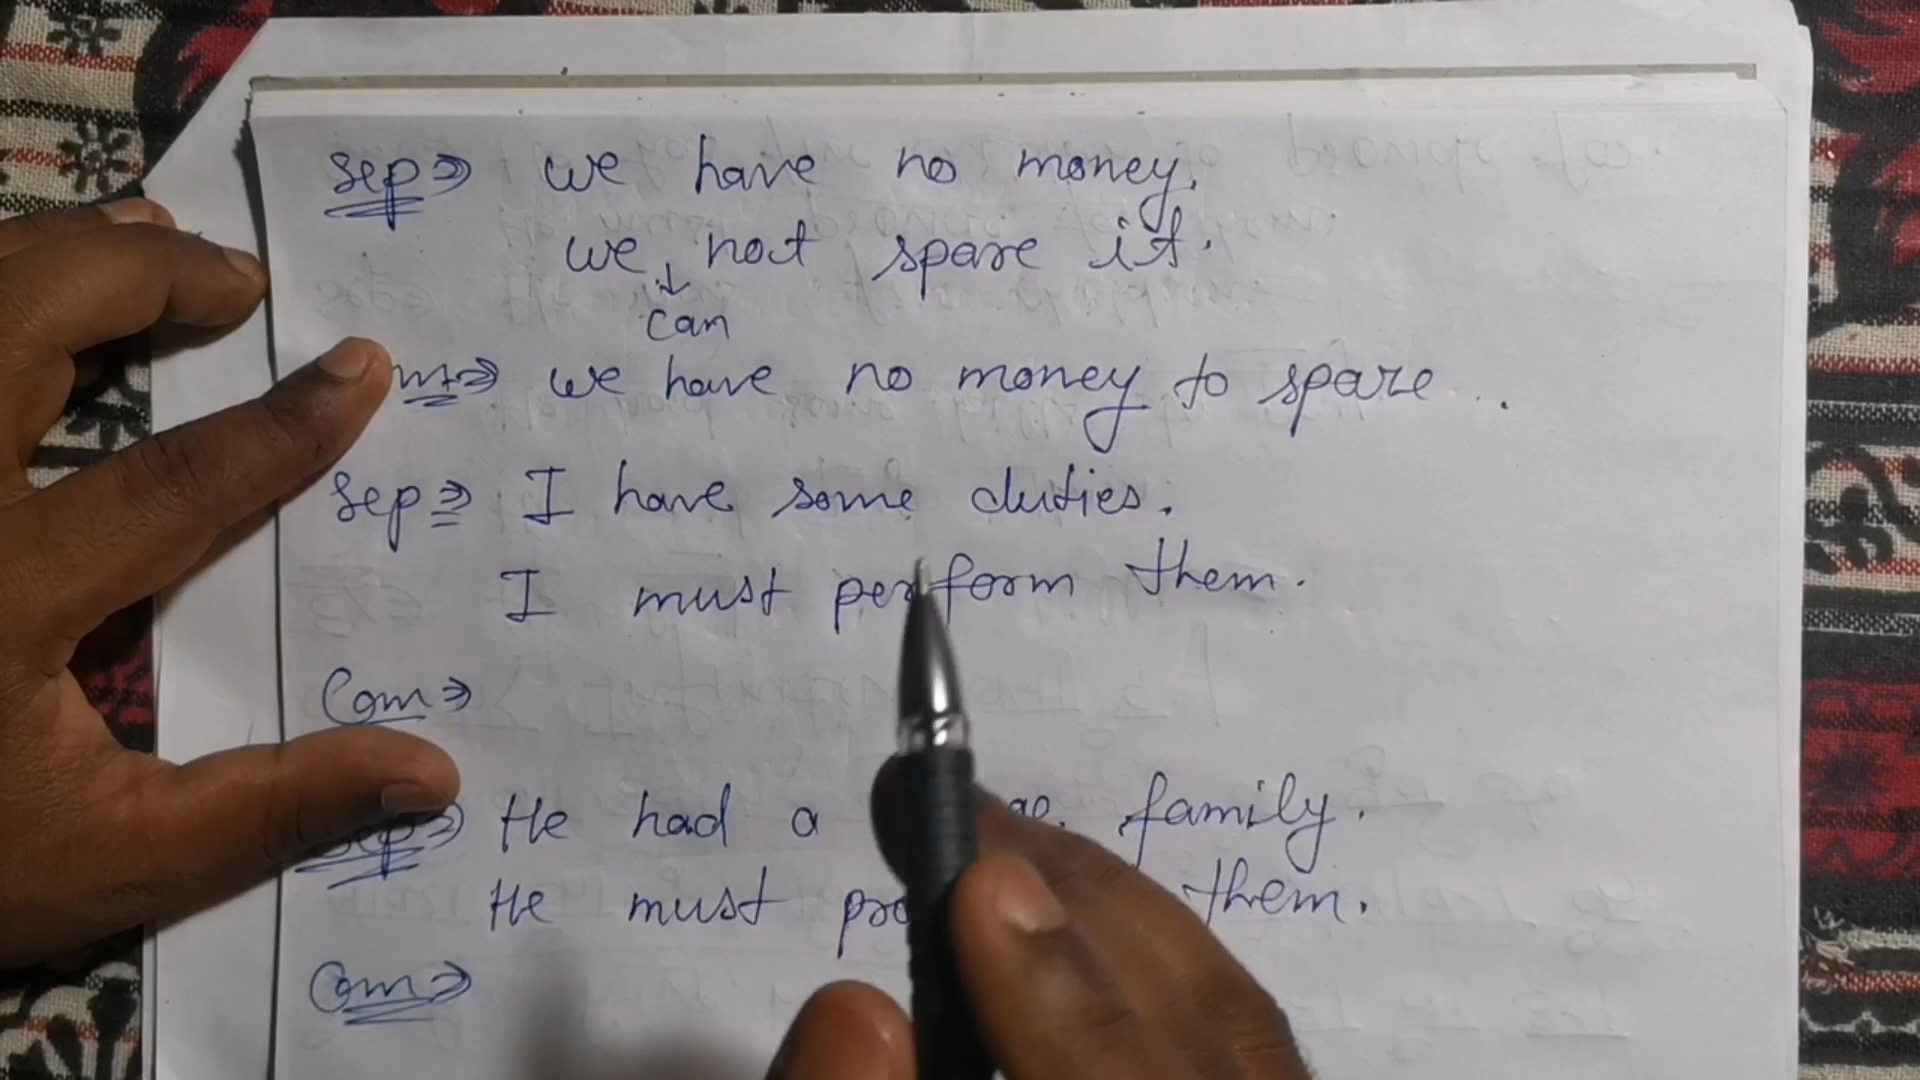 Sep⇒ we have no money.
we not spare it.
↓
can
⇒ we have no money to spare.
Sep⇒ I have some duties.
I must perform them.
Com⇒
Sep⇒ He had a family.
He must them.
Com⇒